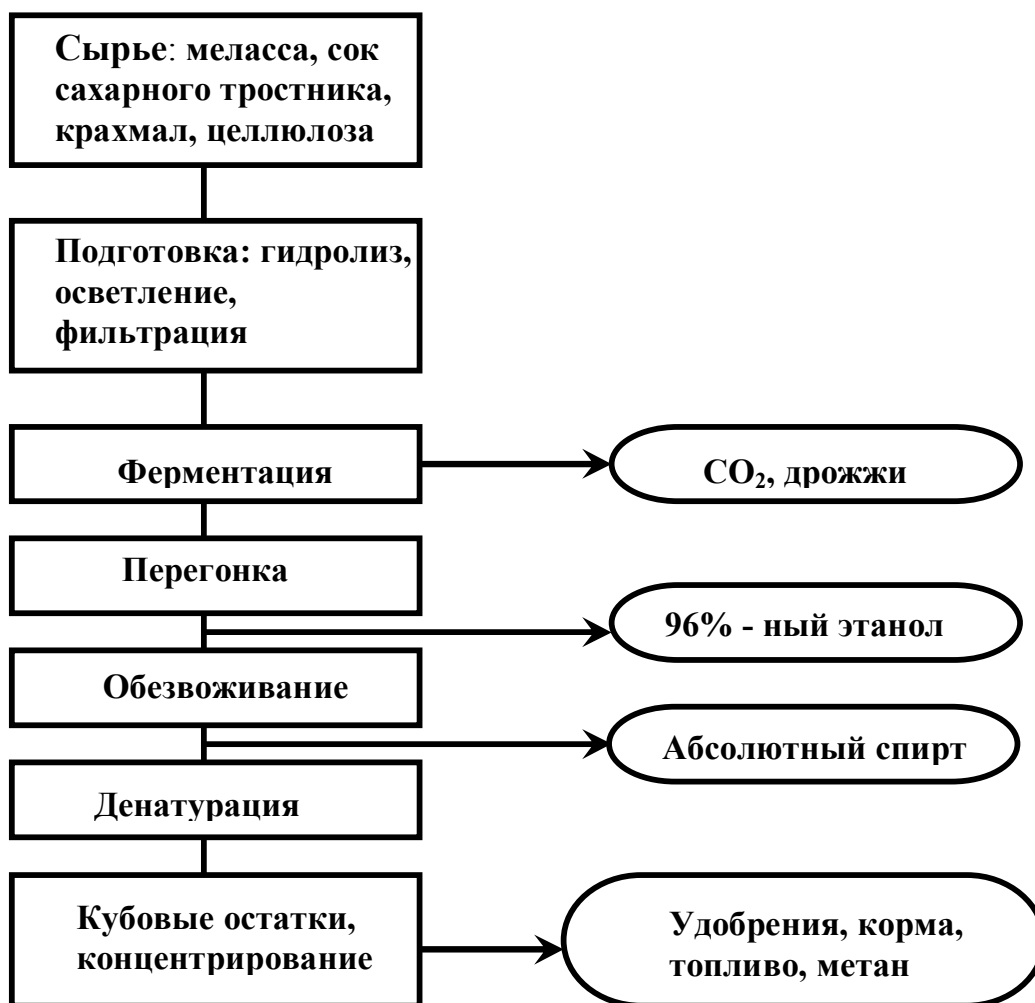 Сырье: меласса, сок
сахарного тростника,
крахмал, целлюлоза
Подготовка: гидролиз,
осветление,
фильтрация
Ферментация
CO₂, дрожжи
Перегонка
96% - ный этанол
Обезвоживание
Абсолютный спирт
Денатурация
Кубовые остатки,
концентрирование
Удобрения, корма,
топливо, метан